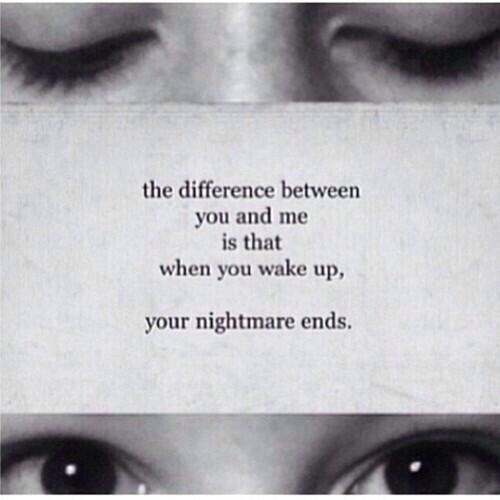 the difference between
you and me
is that
when you wake up,
your nightmare ends.